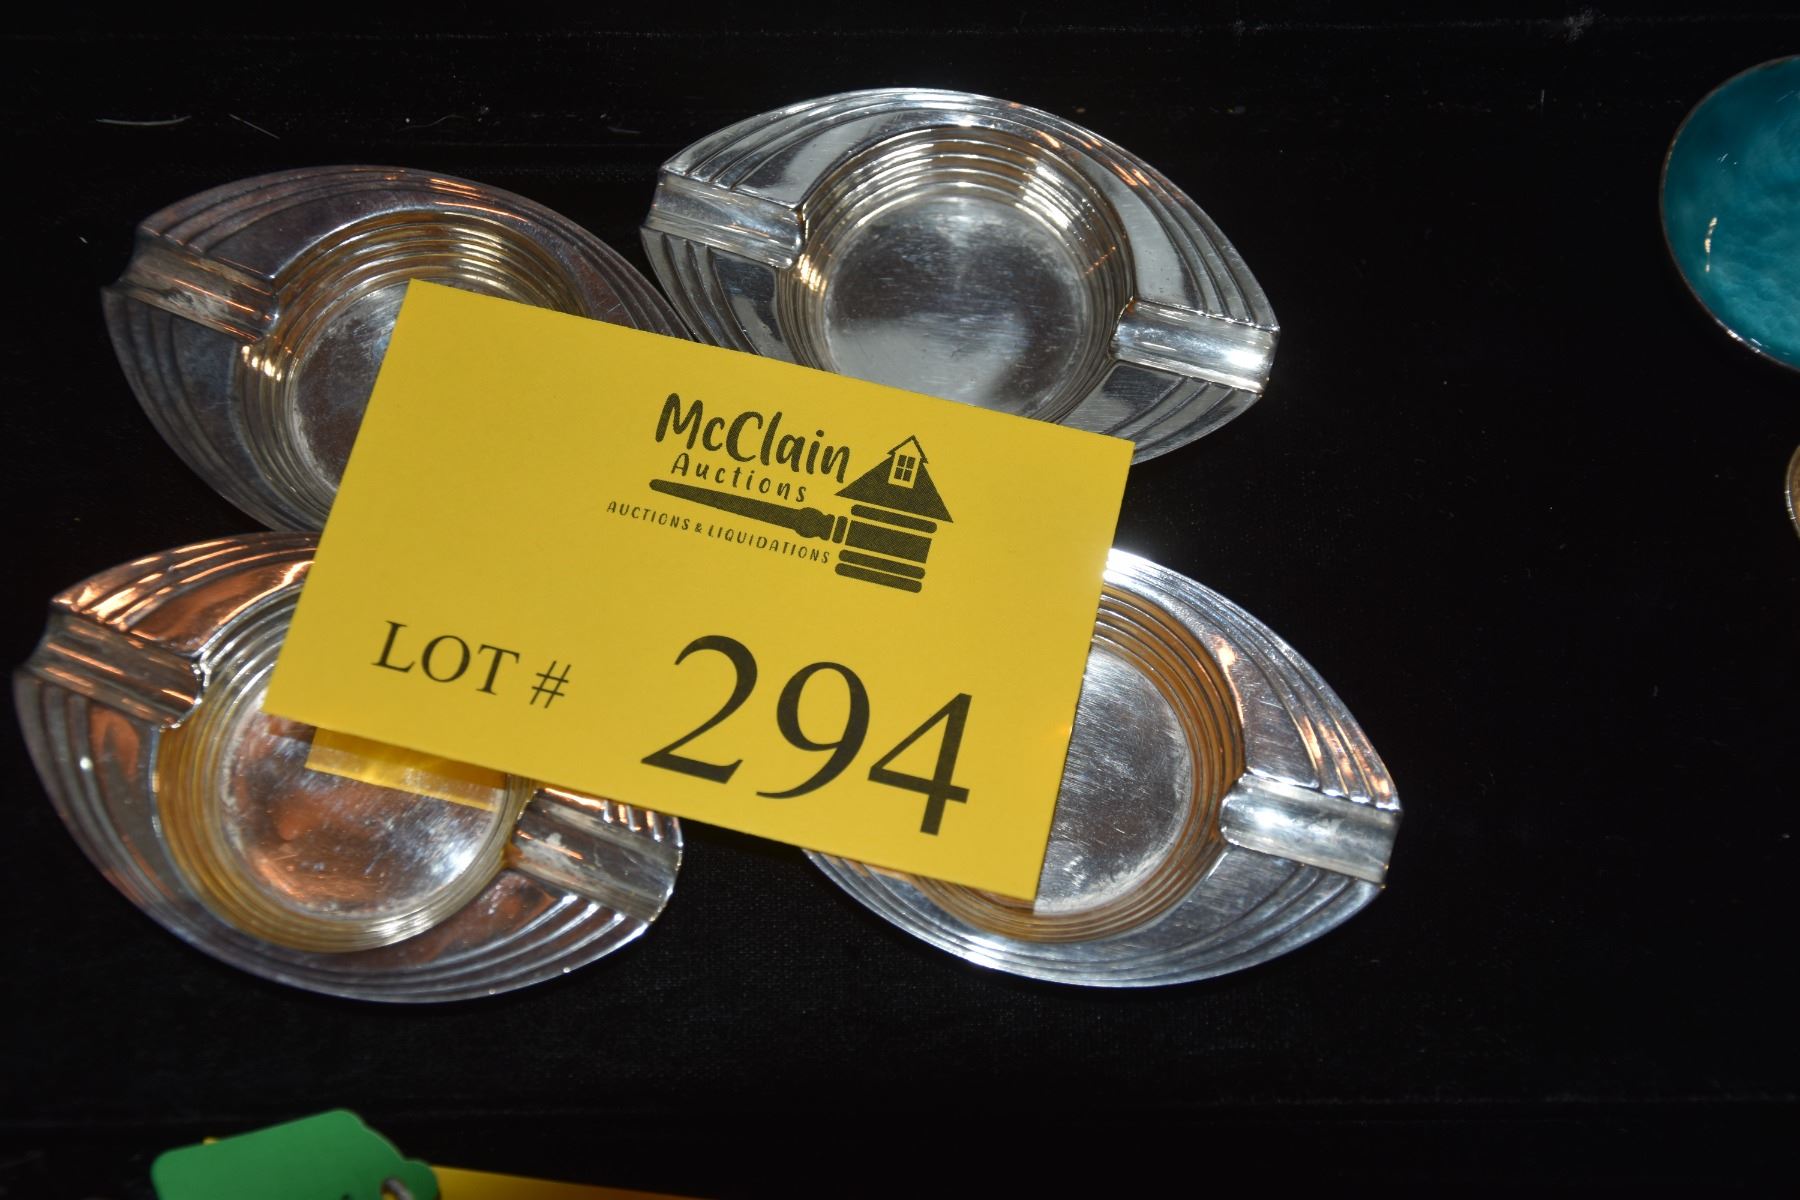 McClain
Auctions
AUCTIONS & LIQUIDATIONS
LOT # 294